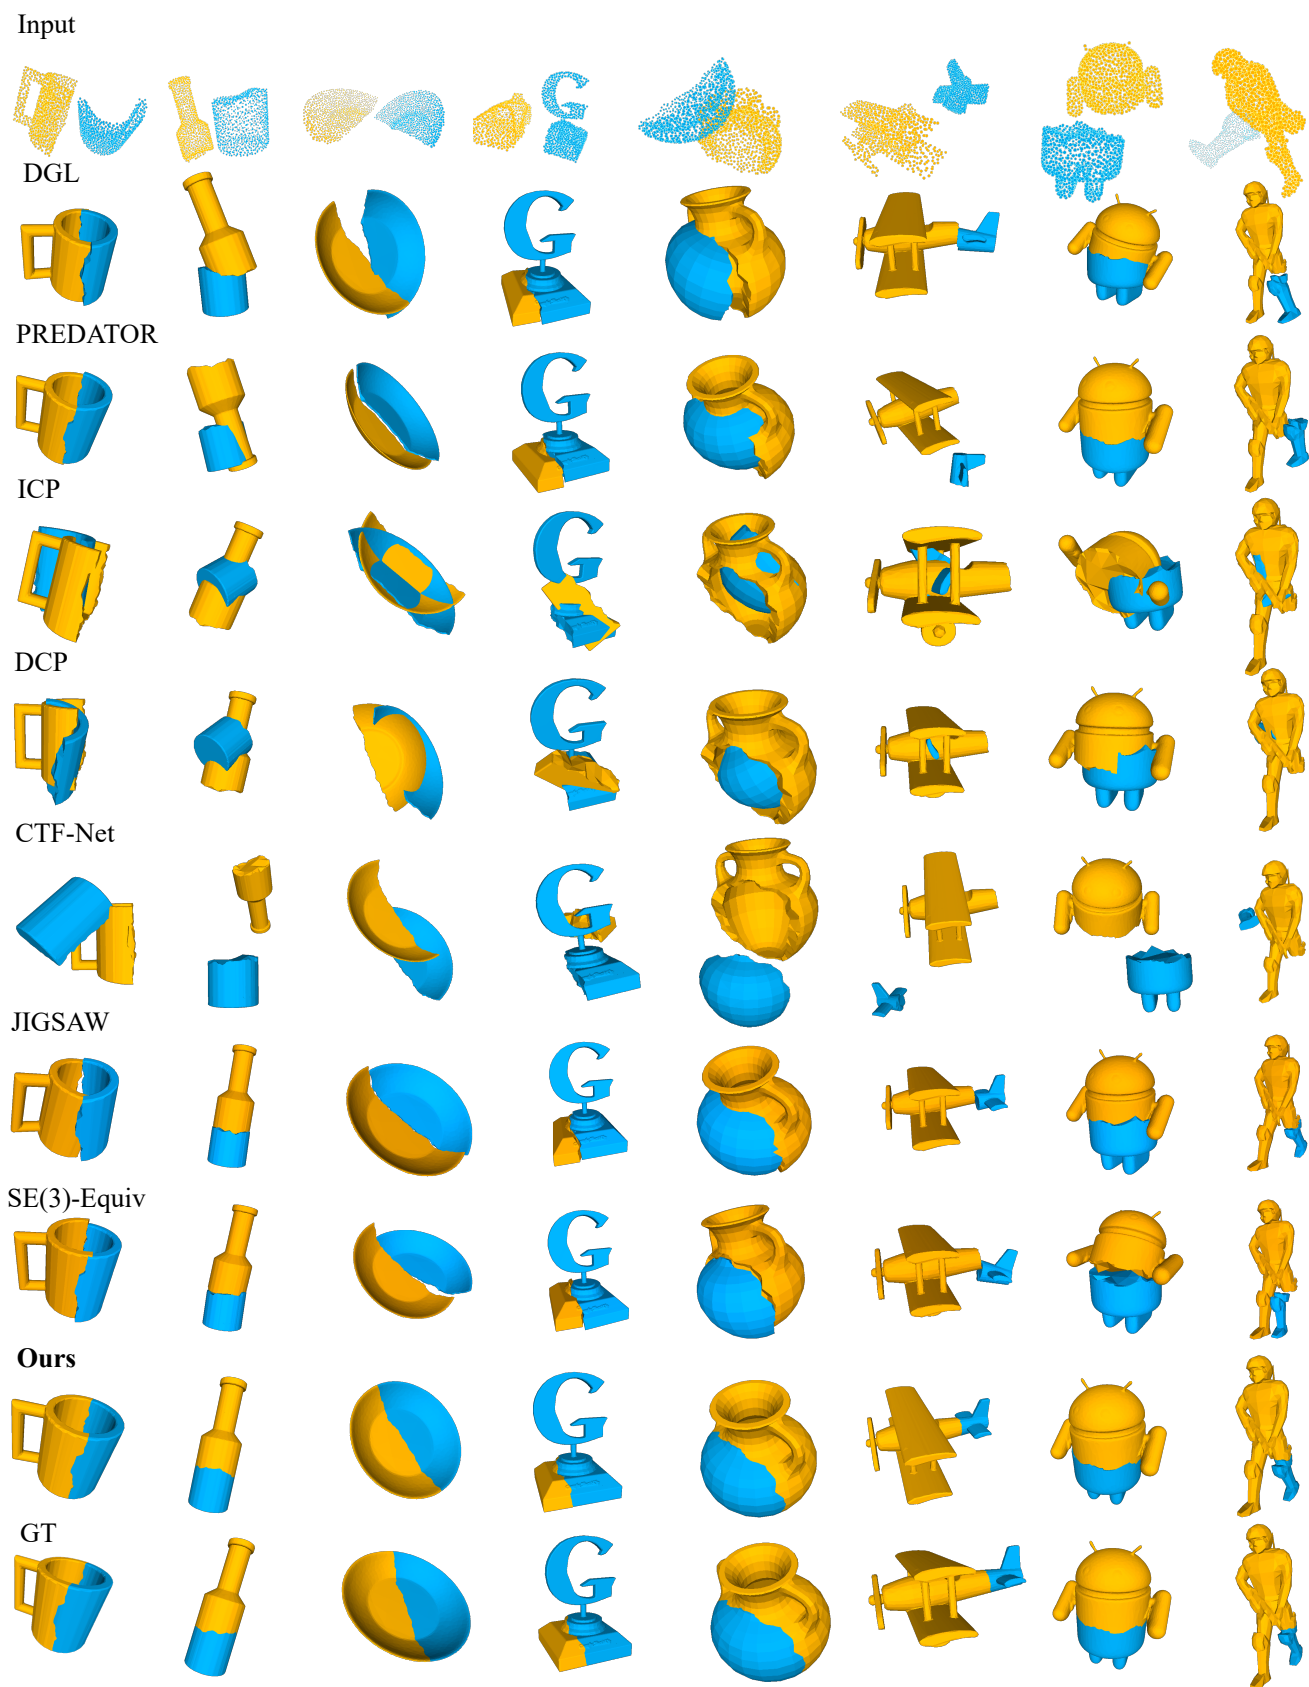 Input
DGL
PREDATOR
ICP
DCP
CTF-Net
JIGSAW
SE(3)-Equiv
Ours
GT